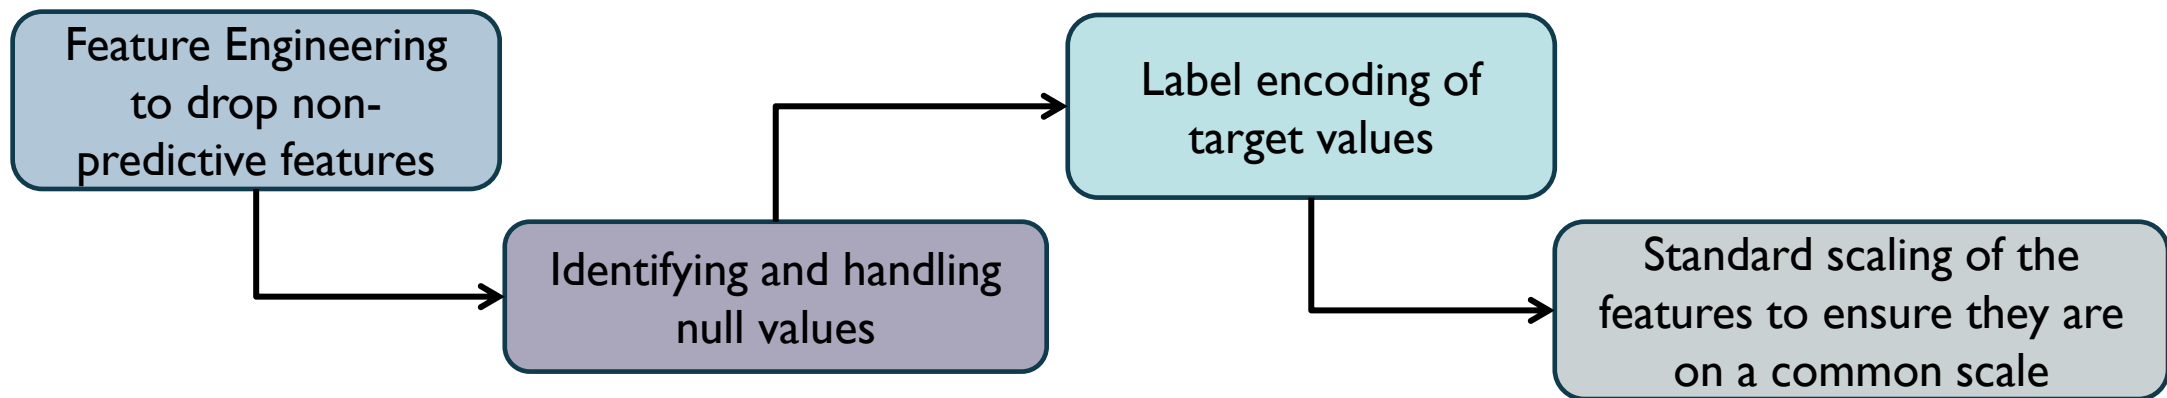 Feature Engineering
to drop non-
predictive features
Identifying and handling
null values
Label encoding of
target values
Standard scaling of the
features to ensure they are
on a common scale